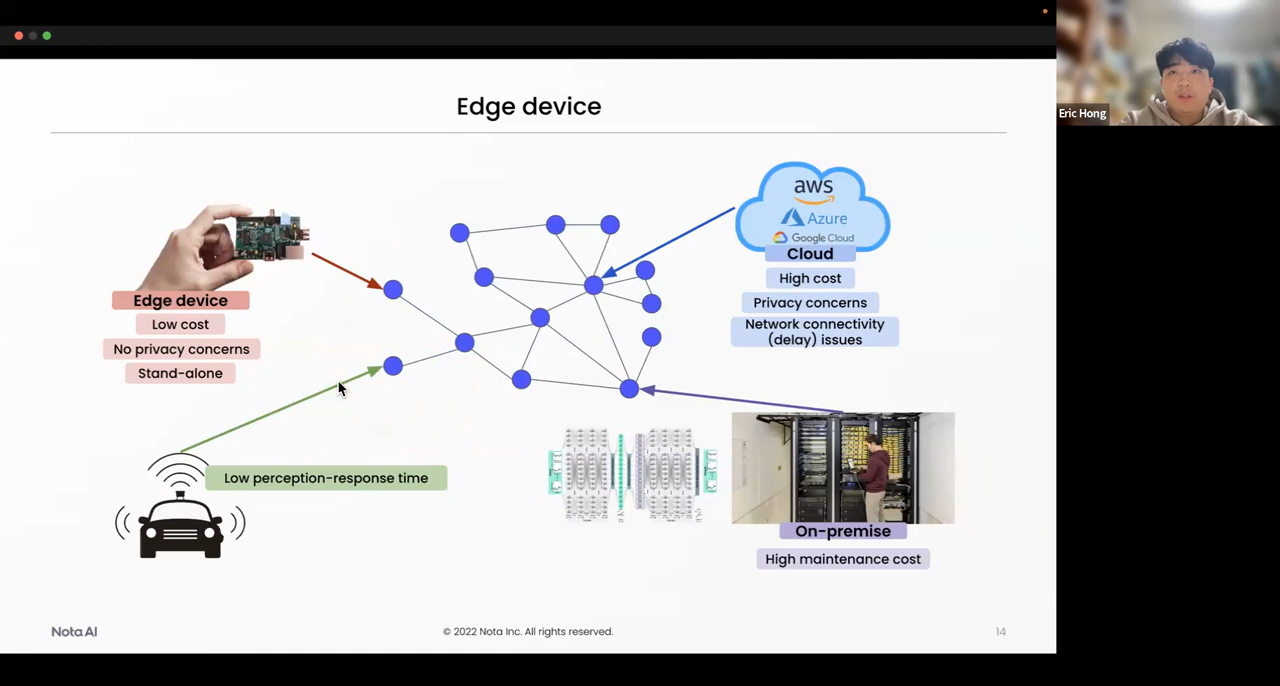 Edge device
Eric Hong
aws
Azure
Google Cloud
Cloud
High cost
Privacy concerns
Network connectivity
(delay) issues
Edge device
Low cost
No privacy concerns
Stand-alone
Low perception-response time
On-premise
High maintenance cost
Nota AI
© 2022 Nota Inc. All rights reserved.
14